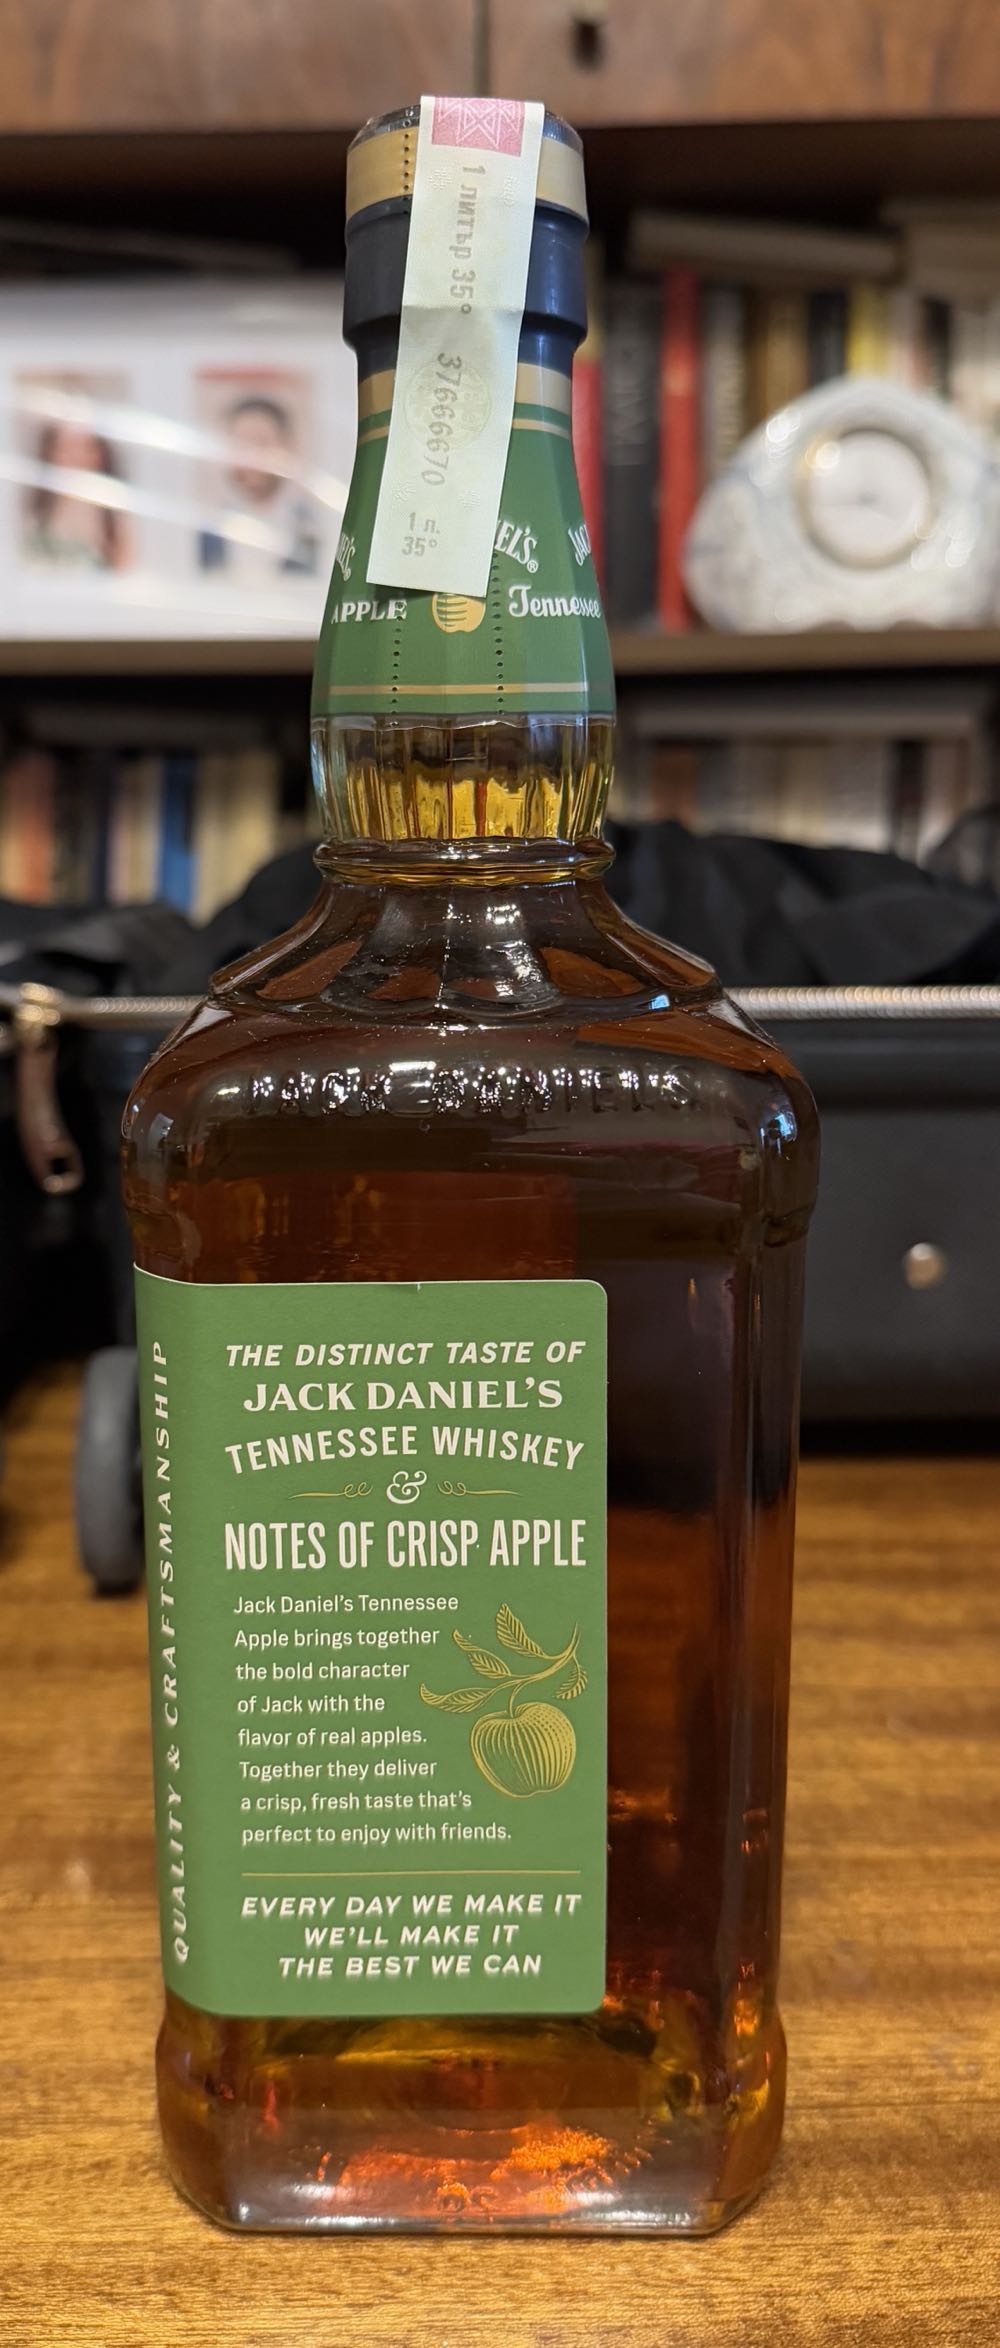 1 литър 35°
3766670
1 л.
35°
EL'S®
APPLE
Tennessee
JACK DANIEL'S
QUALITY & CRAFTSMANSHIP
THE DISTINCT TASTE OF
JACK DANIEL'S
TENNESSEE WHISKEY
&
NOTES OF CRISP APPLE
Jack Daniel's Tennessee
Apple brings together
the bold character
of Jack with the
flavor of real apples.
Together they deliver
a crisp, fresh taste that's
perfect to enjoy with friends.
EVERY DAY WE MAKE IT
WE'LL MAKE IT
THE BEST WE CAN